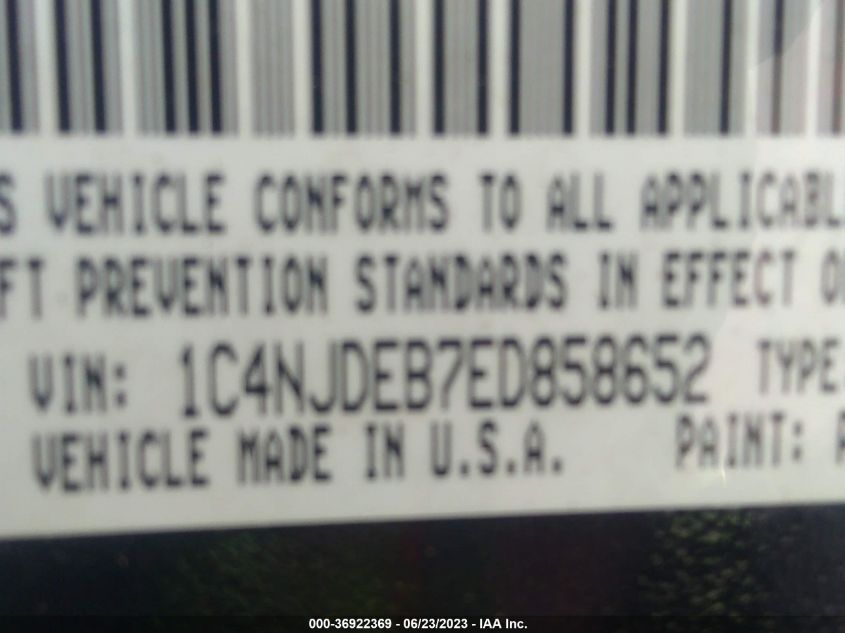 S VEHICLE CONFORMS TO ALL APPLICABL
FT PREVENTION STANDARDS IN EFFECT O
VIN: 1C4NJDEB7ED858652 TYPE:
VEHICLE MADE IN U.S.A. PAINT:
000-36922369 - 06/23/2023 - IAA Inc.